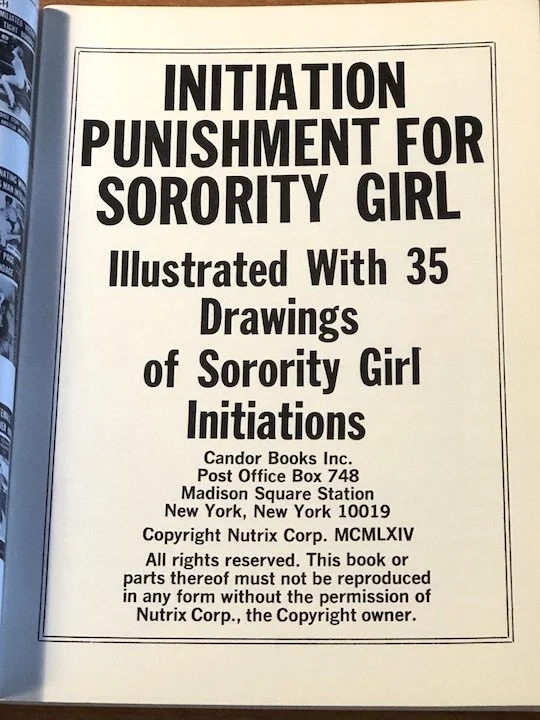 INITIATION
PUNISHMENT FOR
SORORITY GIRL
Illustrated With 35
Drawings
of Sorority Girl
Initiations
Candor Books Inc.
Post Office Box 748
Madison Square Station
New York, New York 10019
Copyright Nutrix Corp. MCMLXIV
All rights reserved. This book or
parts thereof must not be reproduced
in any form without the permission of
Nutrix Corp., the Copyright owner.